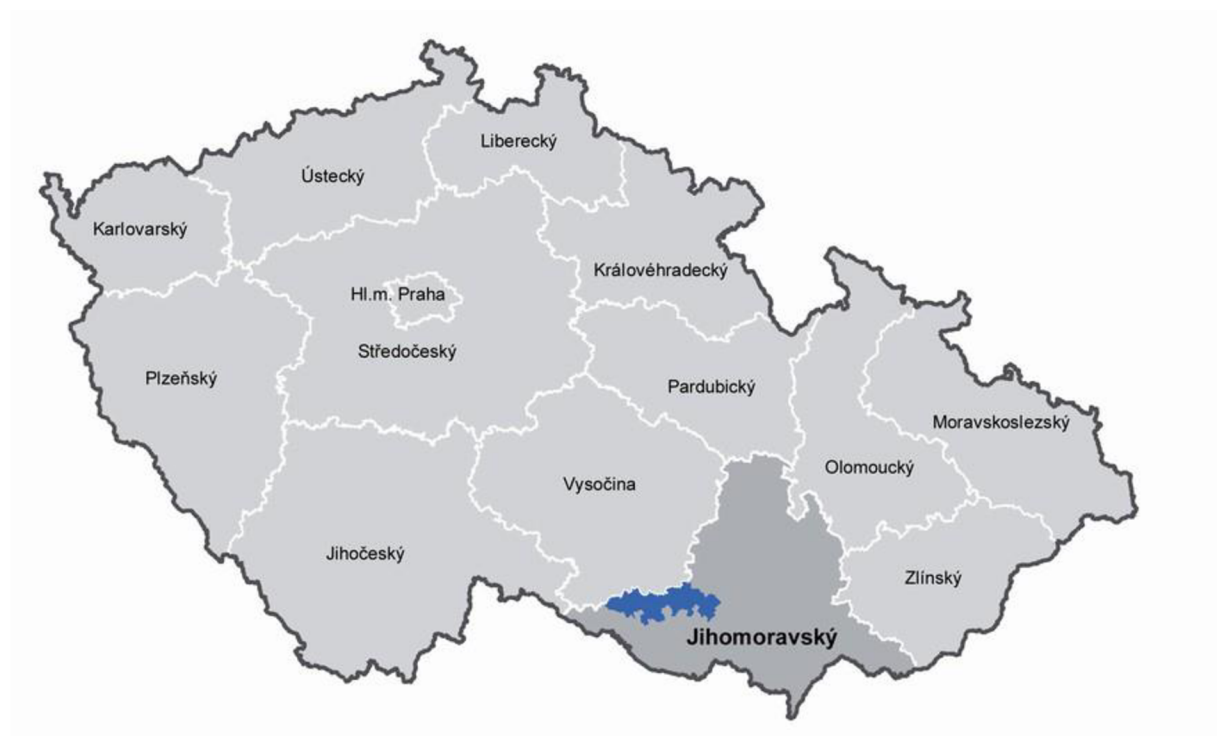 Liberecký
Ústecký
Karlovarský
Královéhradecký
Hl.m. Praha
Středočeský
Plzeňský
Pardubický
Moravskoslezský
Olomoucký
Vysočina
Jihočeský
Zlínský
Jihomoravský